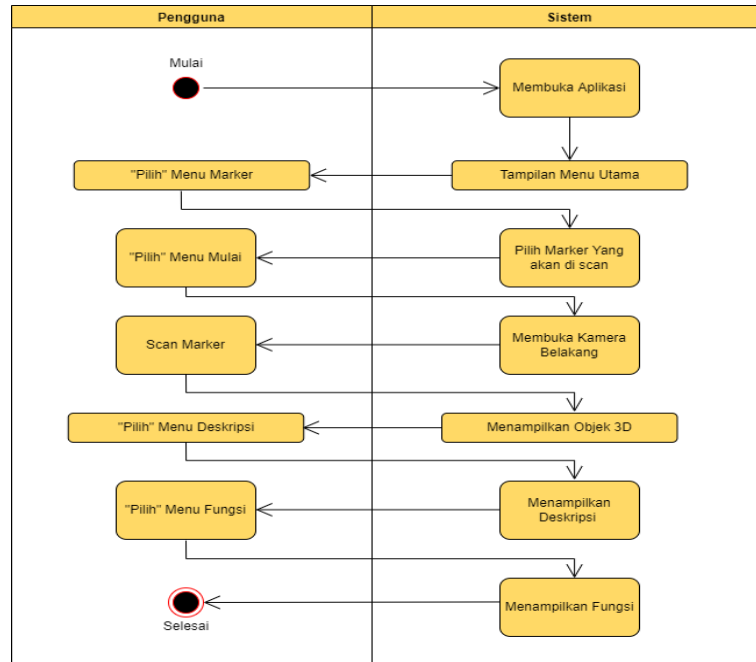 Pengguna
Sistem
Mulai
Membuka Aplikasi
"Pilih" Menu Marker
Tampilan Menu Utama
"Pilih" Menu Mulai
Pilih Marker Yang
akan di scan
Scan Marker
Membuka Kamera
Belakang
"Pilih" Menu Deskripsi
Menampilkan Objek 3D
"Pilih" Menu Fungsi
Menampilkan
Deskripsi
Selesai
Menampilkan Fungsi